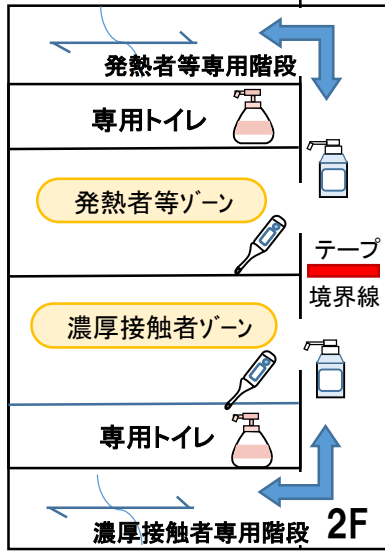 発熱者等専用階段
専用トイレ
発熱者等ゾーン
テープ
境界線
濃厚接触者ゾーン
専用トイレ
濃厚接触者専用階段
2F